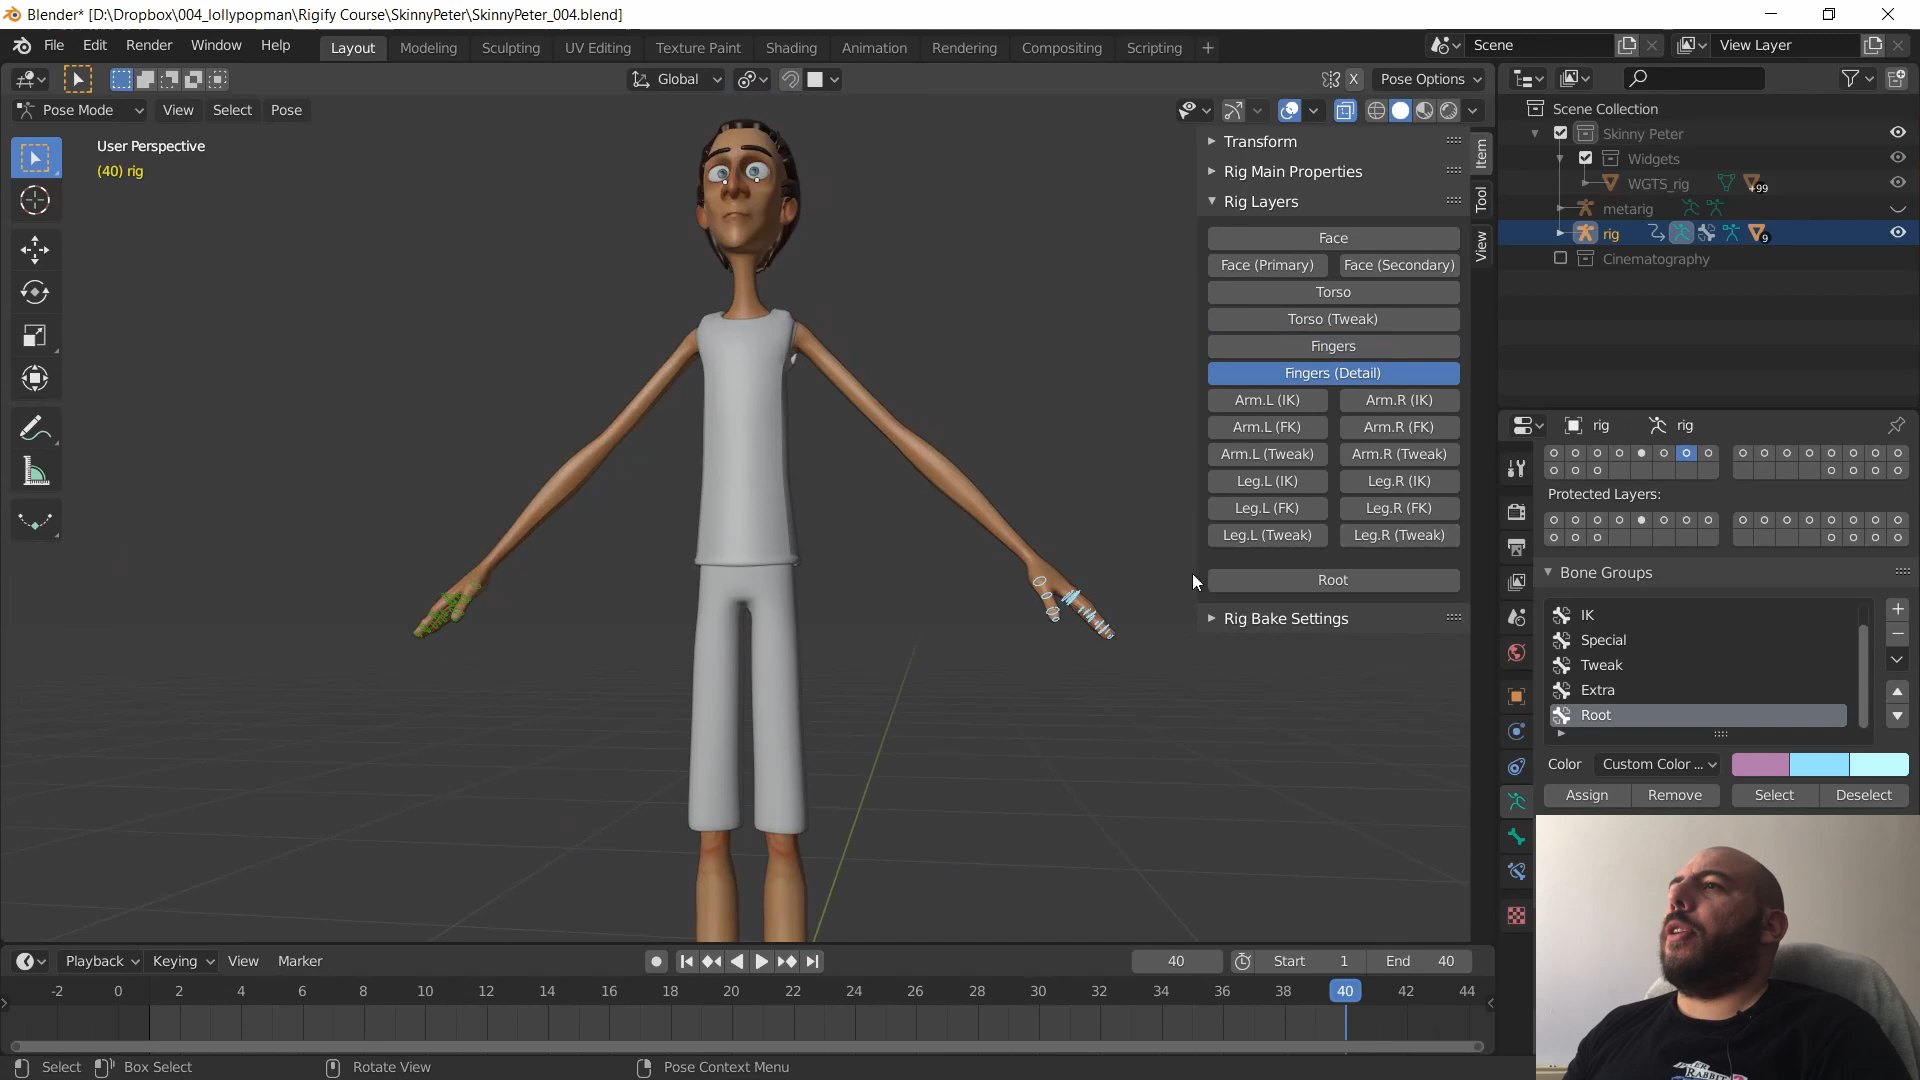 Blender* [D:\Dropbox\004_lollypopman\Rigify Course\SkinnyPeter\SkinnyPeter_004.blend]
File Edit Render Window Help Layout Modeling Sculpting UV Editing Texture Paint Shading Animation Rendering Compositing Scripting + Scene View Layer
Global X Pose Options
Pose Mode View Select Pose
User Perspective
(40) rig
Transform
Rig Main Properties
Rig Layers
Face
Face (Primary) Face (Secondary)
Torso
Torso (Tweak)
Fingers
Fingers (Detail)
Arm.L (IK) Arm.R (IK)
Arm.L (FK) Arm.R (FK)
Arm.L (Tweak) Arm.R (Tweak)
Leg.L (IK) Leg.R (IK)
Leg.L (FK) Leg.R (FK)
Leg.L (Tweak) Leg.R (Tweak)
Root
Rig Bake Settings
Item
Tool
View
Scene Collection
Skinny Peter
Widgets
WGTS_rig +99
metarig
rig 9
Cinematography
rig rig
Protected Layers:
Bone Groups
IK
Special
Tweak
Extra
Root
Color Custom Color ...
Assign Remove Select Deselect
Playback Keying View Marker 40 Start 1 End 40
-2 0 2 4 6 8 10 12 14 16 18 20 22 24 26 28 30 32 34 36 38 40 42 44
Select Box Select Rotate View Pose Context Menu
RABBIT